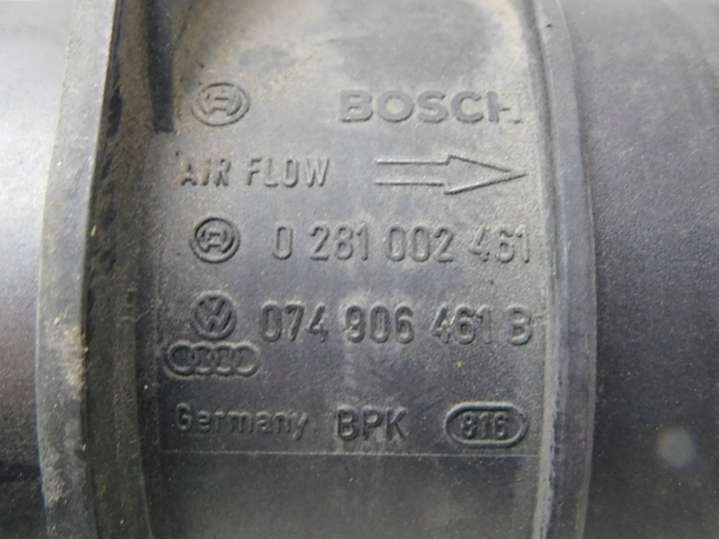 BOSCH
AIR FLOW
0 281 002 461
074 906 461 B
Germany BPK 816